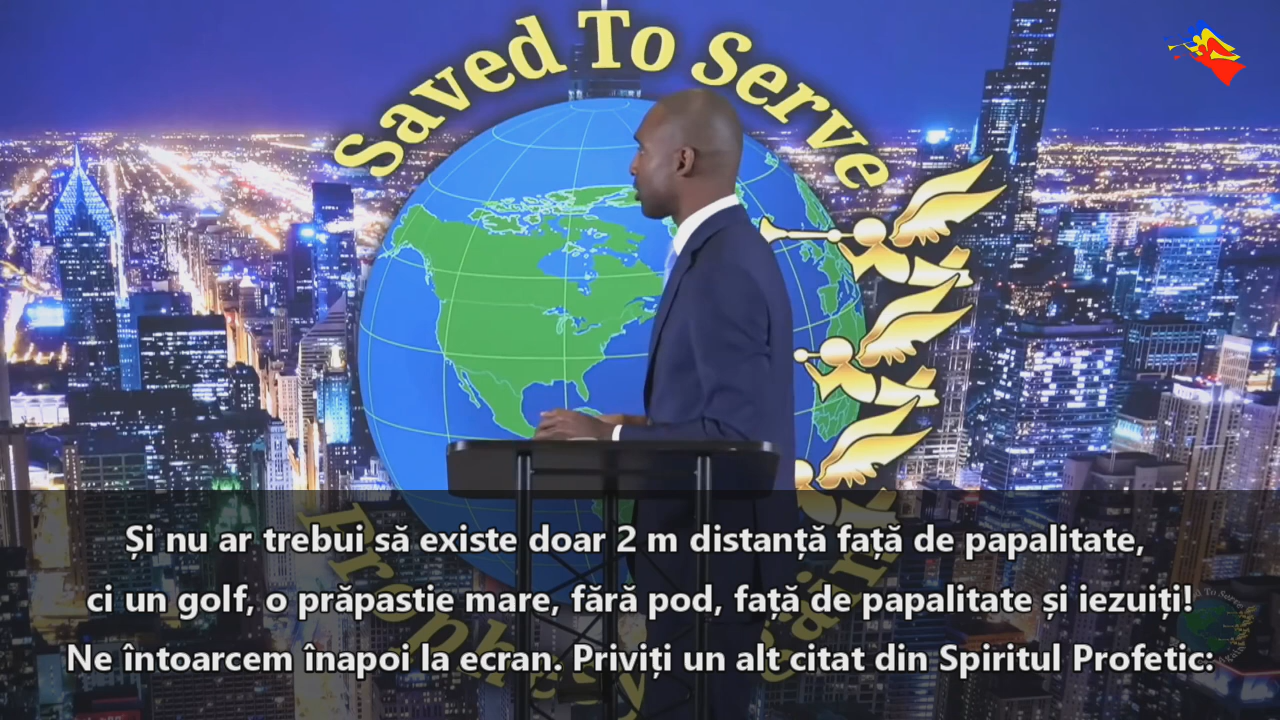 Saved To Serve
Și nu ar trebui să existe doar 2 m distanță față de papalitate,
ci un golf, o prăpastie mare, fără pod, față de papalitate și iezuiți!
Ne întoarcem înapoi la ecran. Priviți un alt citat din Spiritul Profetic: